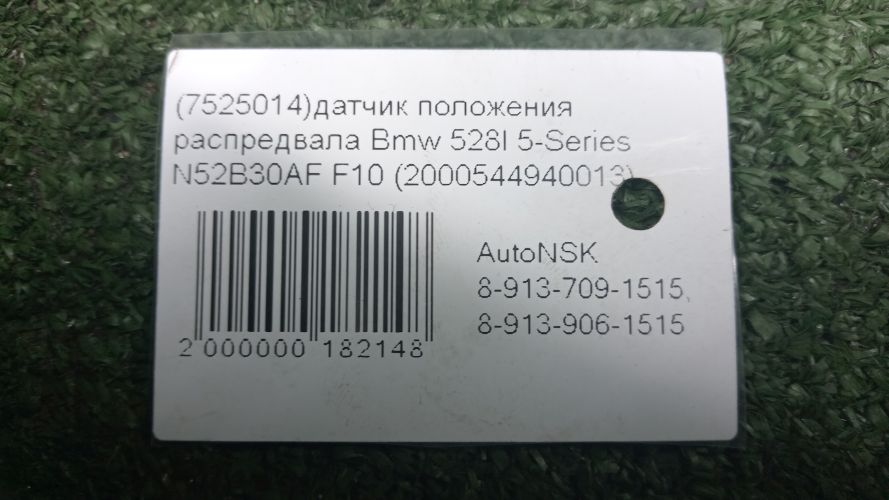 (7525014)датчик положения
распредвала Bmw 528I 5-Series
N52B30AF F10 (2000544940013)
AutoNSK
8-913-709-1515,
8-913-906-1515
2 000000 182148